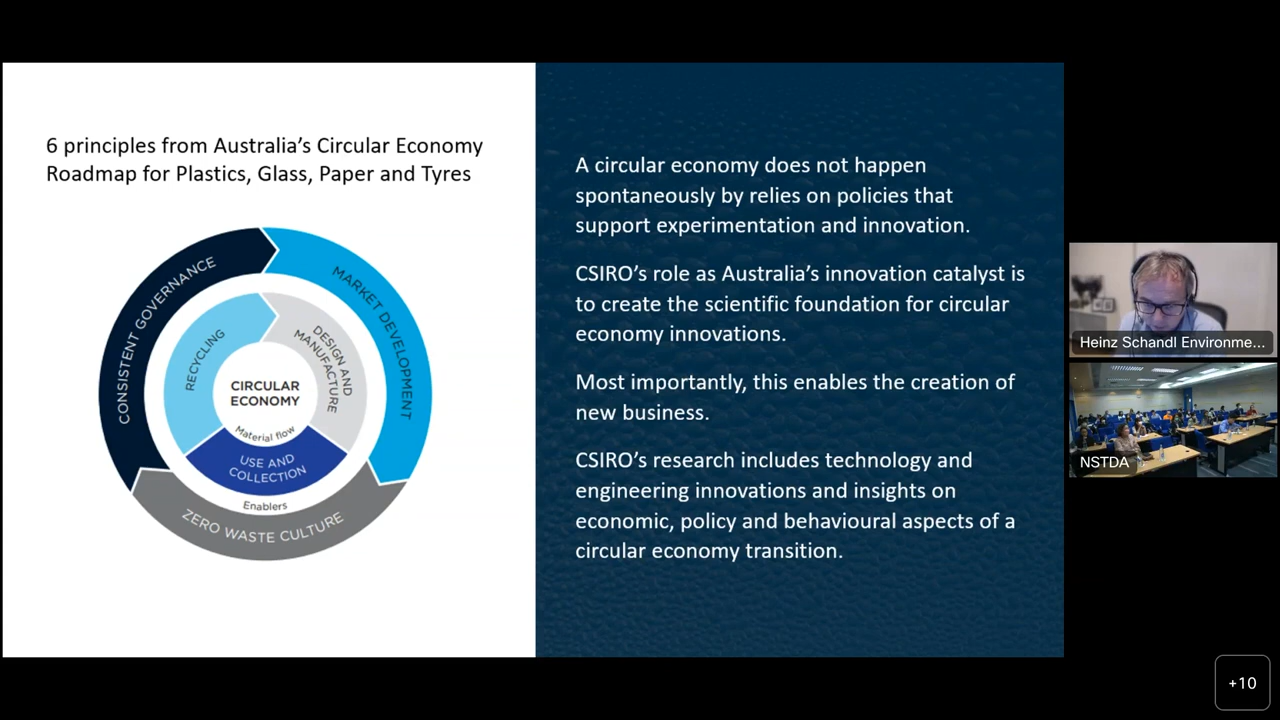 6 principles from Australia’s Circular Economy
Roadmap for Plastics, Glass, Paper and Tyres
CONSISTENT GOVERNANCE
MARKET DEVELOPMENT
ZERO WASTE CULTURE
RECYCLING
DESIGN AND
MANUFACTURE
USE AND
COLLECTION
CIRCULAR
ECONOMY
Material flow
Enablers
A circular economy does not happen
spontaneously by relies on policies that
support experimentation and innovation.
CSIRO’s role as Australia’s innovation catalyst is
to create the scientific foundation for circular
economy innovations.
Most importantly, this enables the creation of
new business.
CSIRO’s research includes technology and
engineering innovations and insights on
economic, policy and behavioural aspects of a
circular economy transition.
Heinz Schandl Environme...
NSTDA
+10